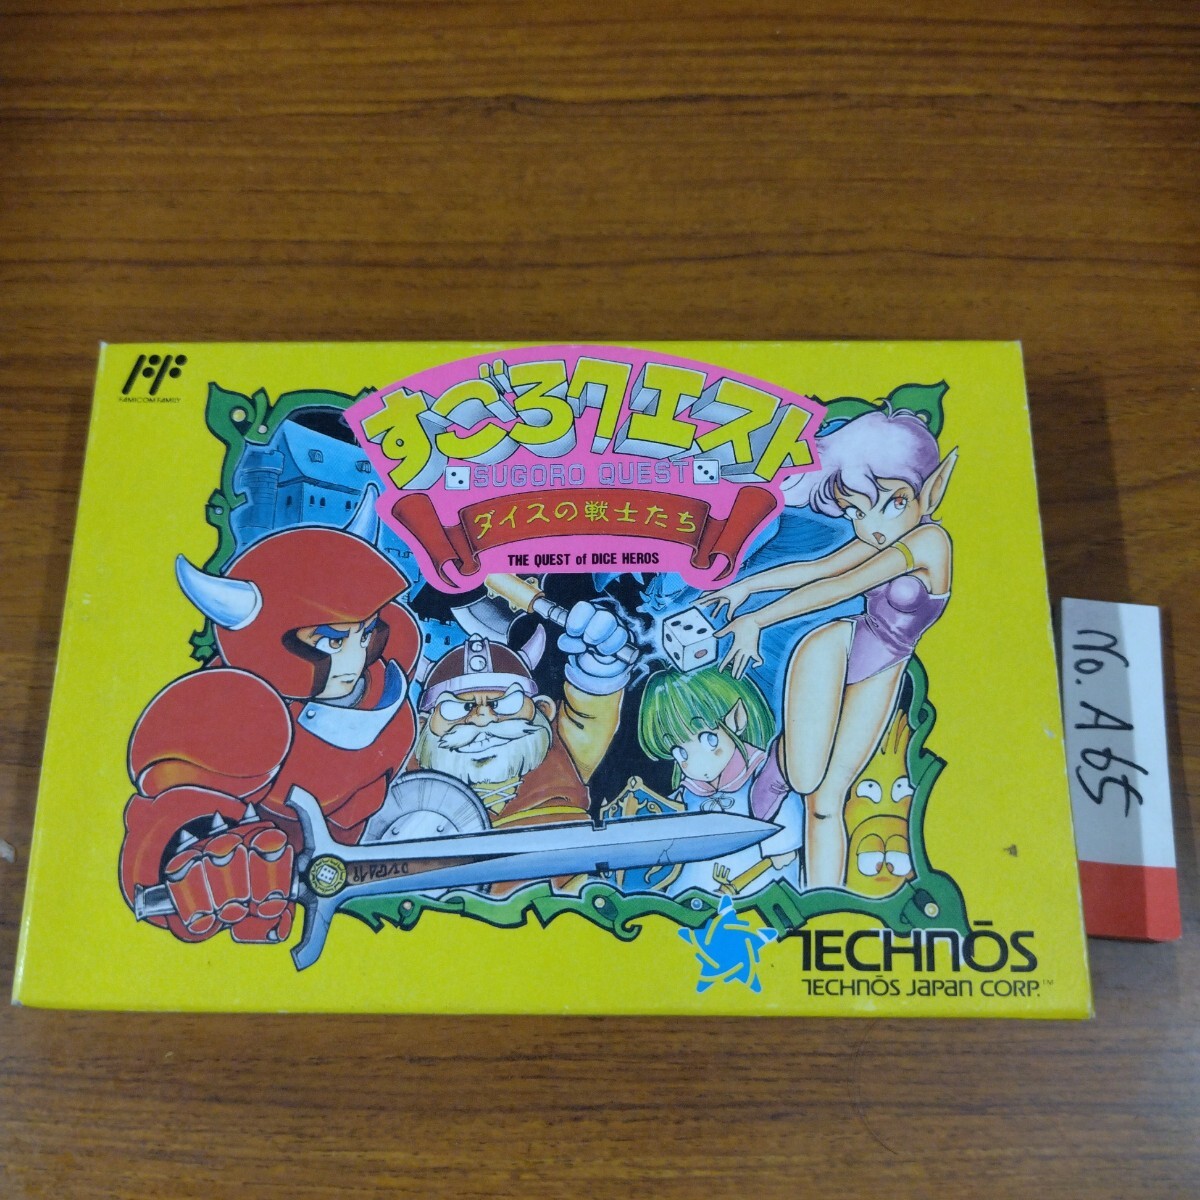 FAMICOM FAMILY
すごろクエスト
SUGORO QUEST
ダイスの戦士たち
THE QUEST of DICE HEROS
TECHNŌS
TECHNŌS JAPAN CORP.™
No. A65